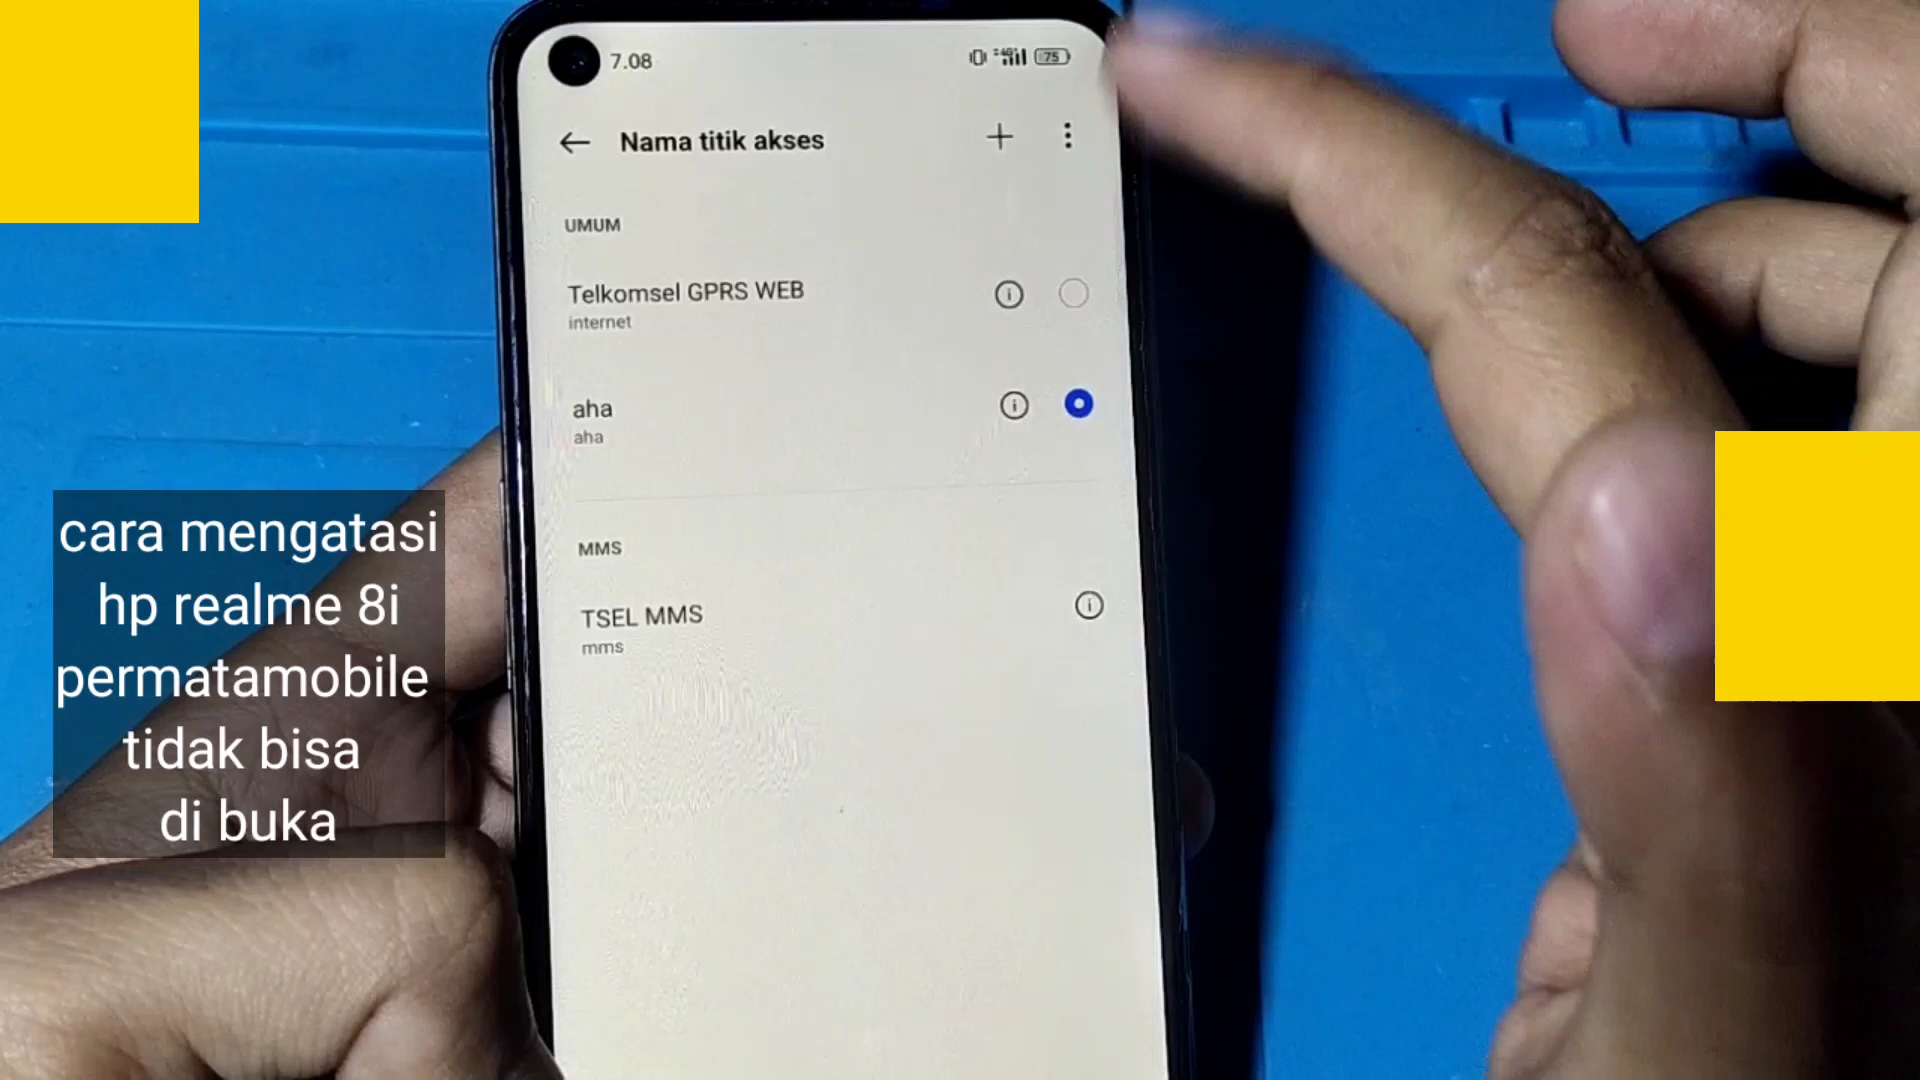 7.08
75
Nama titik akses
UMUM
Telkomsel GPRS WEB
internet
aha
aha
MMS
TSEL MMS
mms
cara mengatasi
hp realme 8i
permatamobile
tidak bisa
di buka